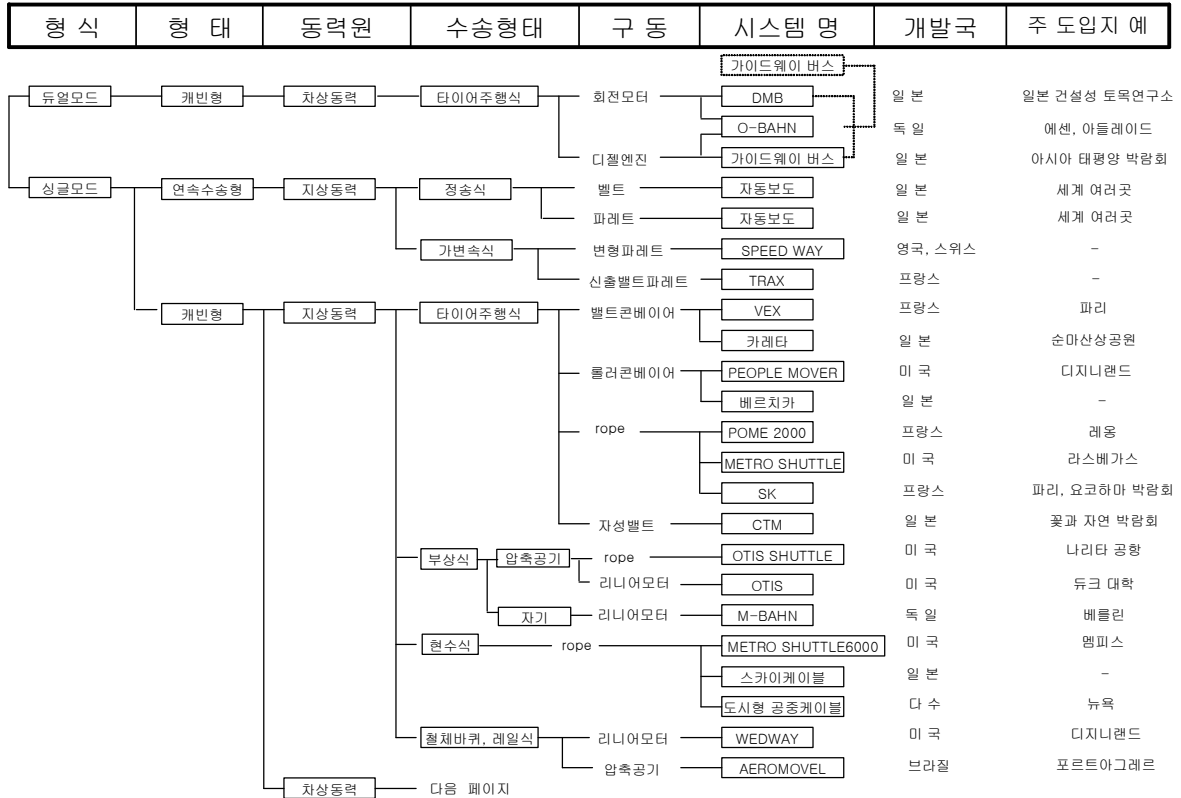 형 식 형 태 동력원 수송형태 구 동 시스템 명 개발국 주 도입지 예
가이드웨이 버스
듀얼모드 캐빈형 차상동력 타이어주행식 회전모터 DMB 일 본 일본 건설성 토목연구소
O-BAHN 독 일 에센, 아들레이드
디젤엔진 가이드웨이 버스 일 본 아시아 태평양 박람회
싱글모드 연속수송형 지상동력 정송식 벨트 자동보도 일 본 세계 여러곳
파레트 자동보도 일 본 세계 여러곳
가변속식 변형파레트 SPEED WAY 영국, 스위스 -
신출밸트파레트 TRAX 프랑스 -
캐빈형 지상동력 타이어주행식 밸트콘베이어 VEX 프랑스 파리
카레타 일 본 순마산상공원
롤러콘베이어 PEOPLE MOVER 미 국 디지니랜드
베르치카 일 본 -
rope POME 2000 프랑스 레옹
METRO SHUTTLE 미 국 라스베가스
SK 프랑스 파리, 요코하마 박람회
자성밸트 CTM 일 본 꽃과 자연 박람회
부상식 압축공기 rope OTIS SHUTTLE 미 국 나리타 공항
리니어모터 OTIS 미 국 듀크 대학
자기 리니어모터 M-BAHN 독 일 베를린
현수식 rope METRO SHUTTLE6000 미 국 멤피스
스카이케이블 일 본 -
도시형 공중케이블 다 수 뉴욕
철체바퀴, 레일식 리니어모터 WEDWAY 미 국 디지니랜드
압축공기 AEROMOVEL 브라질 포르트아그레르
차상동력 다음 페이지